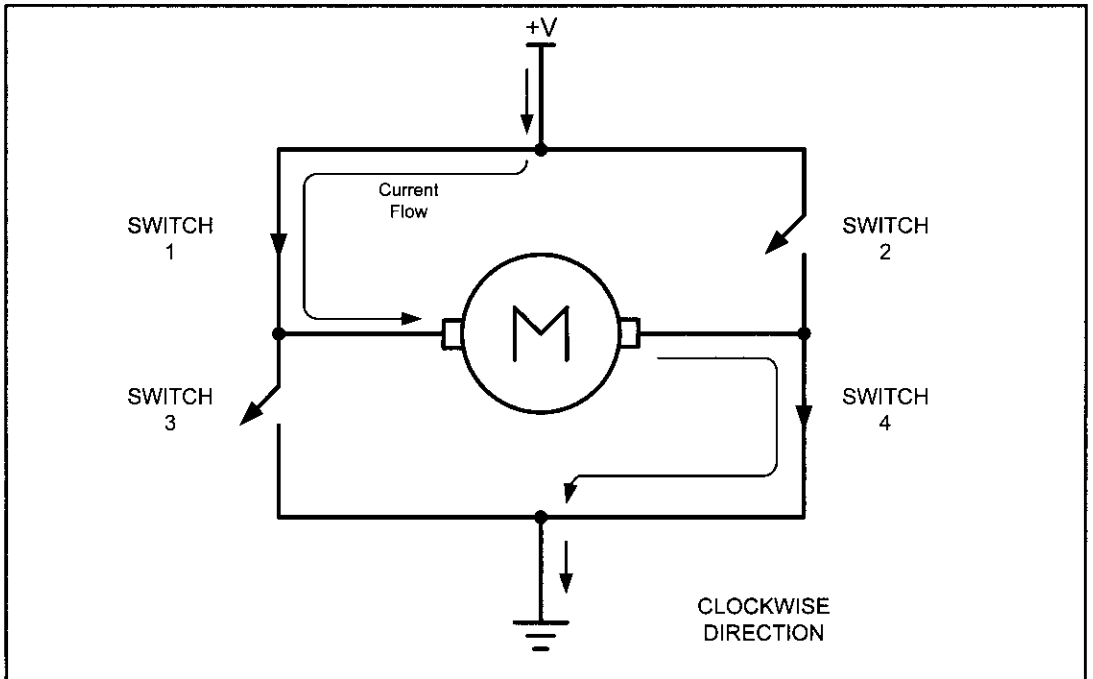 +V
Current
Flow
SWITCH
1
SWITCH
2
M
SWITCH
3
SWITCH
4
CLOCKWISE
DIRECTION